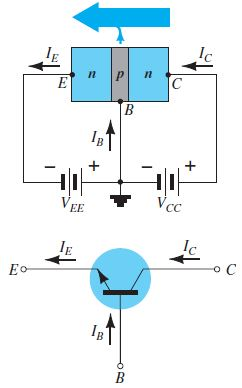 I_E I_C
E n p n C
B
I_B
− + − +
V_EE V_CC
I_E I_C
E C
I_B
B